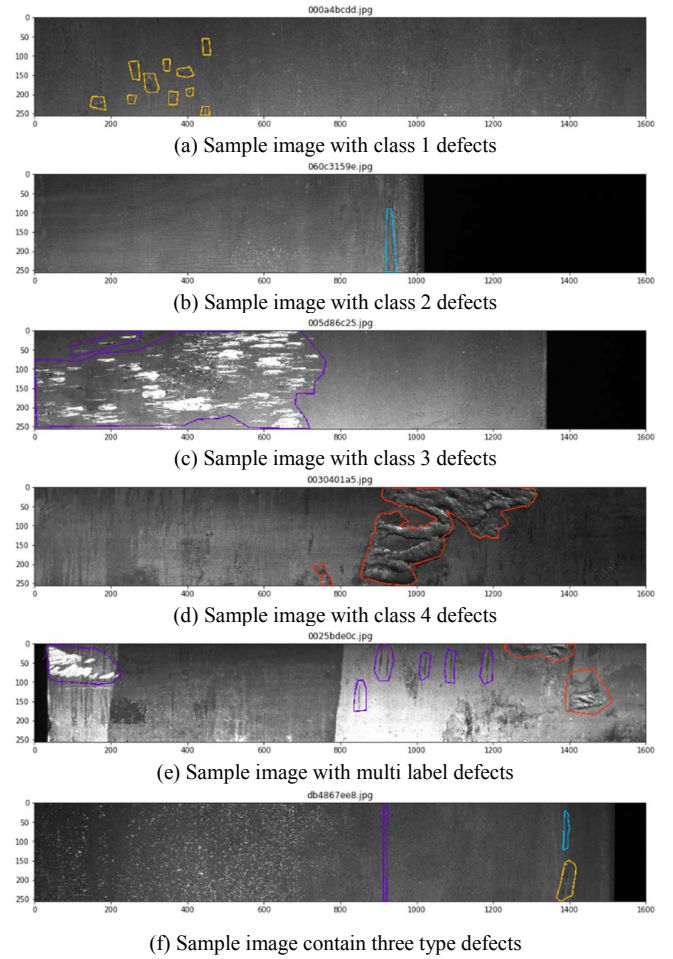 000a4bcdd.jpg
0
50
100
150
200
250
0 200 400 600 800 1000 1200 1400 1600
(a) Sample image with class 1 defects
060c3159e.jpg
0
50
100
150
200
250
0 200 400 600 800 1000 1200 1400 1600
(b) Sample image with class 2 defects
005d86c25.jpg
0
50
100
150
200
250
0 200 400 600 800 1000 1200 1400 1600
(c) Sample image with class 3 defects
0030401a5.jpg
0
50
100
150
200
250
0 200 400 600 800 1000 1200 1400 1600
(d) Sample image with class 4 defects
0025bde0c.jpg
0
50
100
150
200
250
0 200 400 600 800 1000 1200 1400 1600
(e) Sample image with multi label defects
db4867ee8.jpg
0
50
100
150
200
250
0 200 400 600 800 1000 1200 1400 1600
(f) Sample image contain three type defects